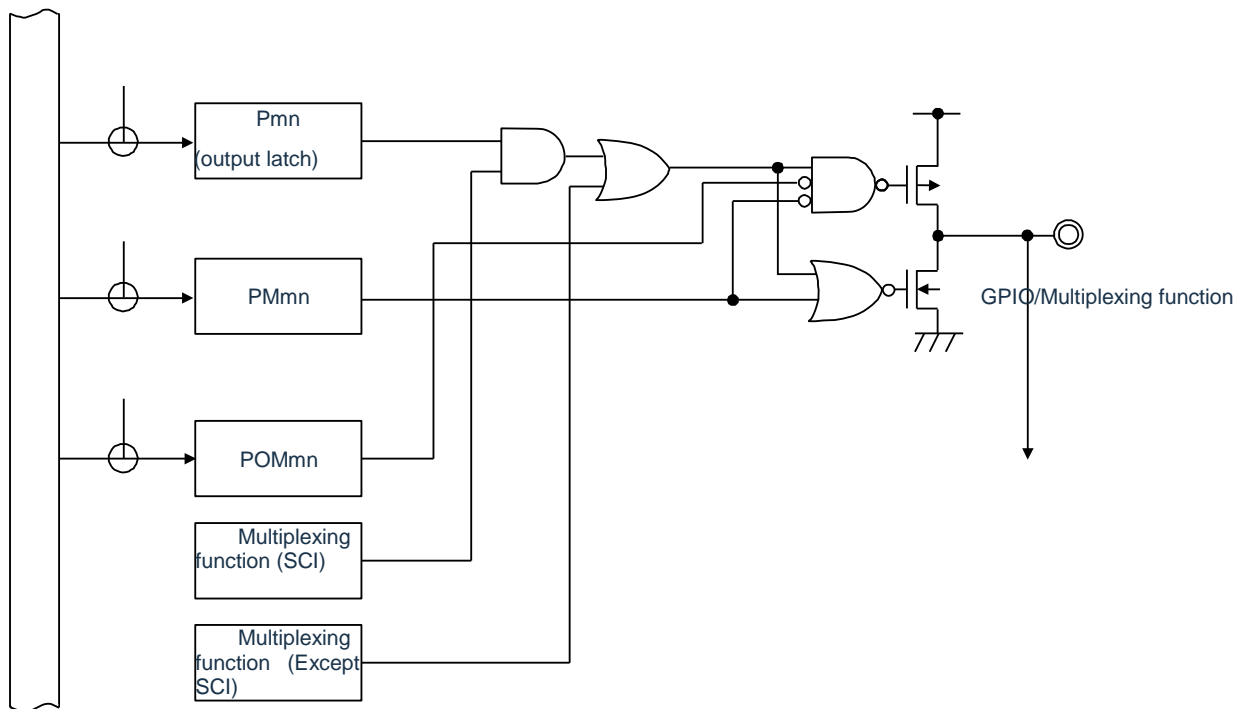 Pmn
(output latch)
PMmn
GPIO/Multiplexing function
POMmn
Multiplexing
function (SCI)
Multiplexing
function (Except
SCI)